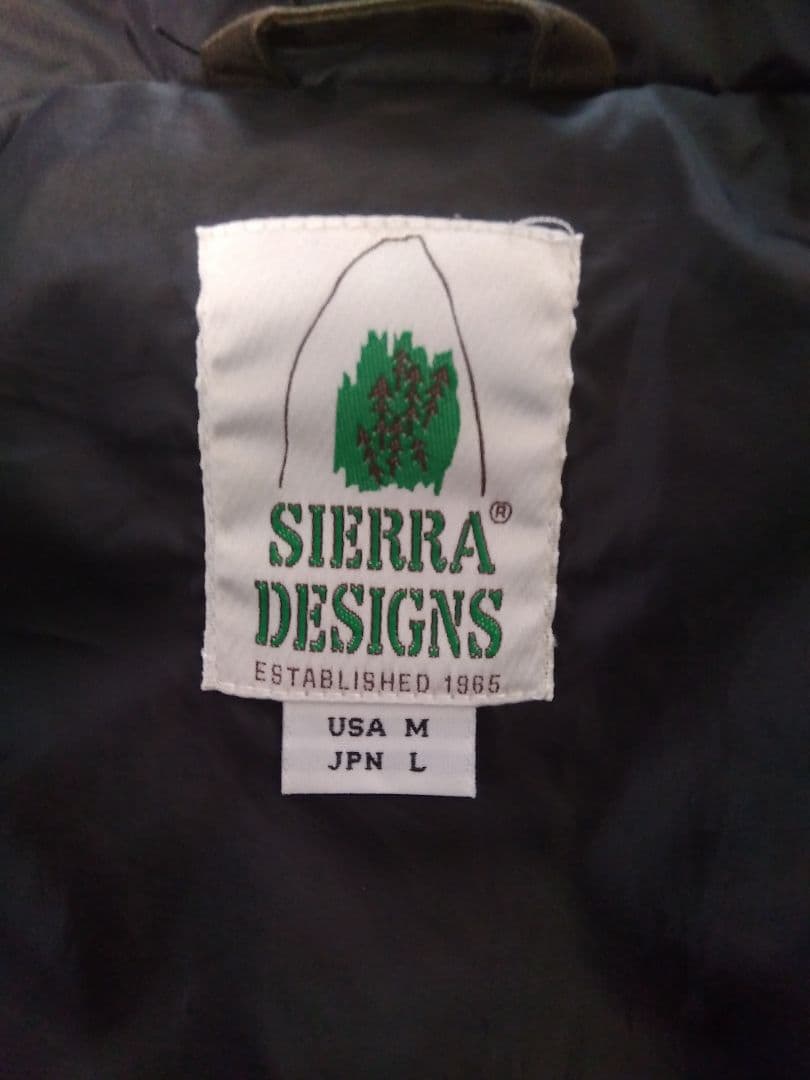 SIERRA®
DESIGNS
ESTABLISHED 1965
USA M
JPN L